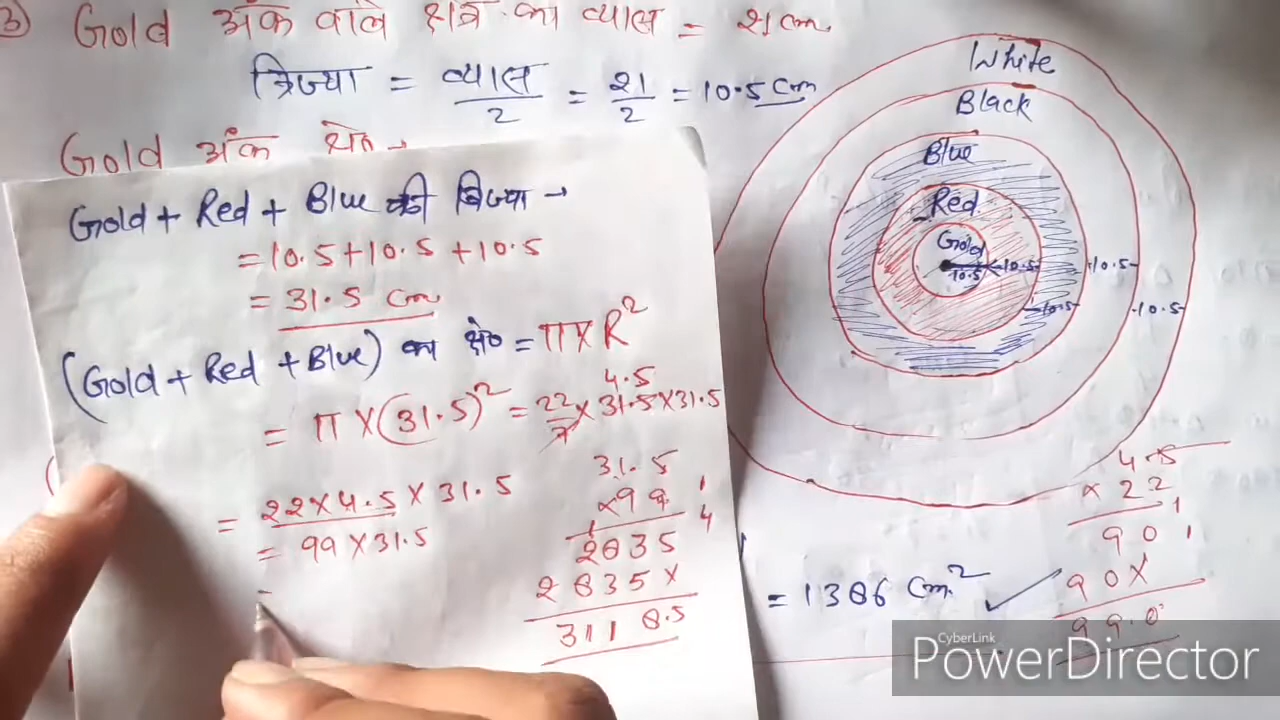 ③ Gold अंक वाले क्षेत्र का व्यास = 21 cm
त्रिज्या = व्यास/2 = 21/2 = 10.5 cm
Gold अंक क्षे० →
Gold + Red + Blue की त्रिज्या →
= 10.5 + 10.5 + 10.5
= 31.5 cm
(Gold + Red + Blue) का क्षे० = π × R²
4.5
= π × (31.5)² = 22/7 × 31.5 × 31.5
= 22 × 4.5 × 31.5
= 99 × 31.5
=
31.5
× 99
2835
2835×
3118.5
White
Black
Blue
Red
Gold
10.5
10.5
10.5
10.5
10.5
= 1386 cm²
4.5
× 22
90
90×
99.0
CyberLink
PowerDirector